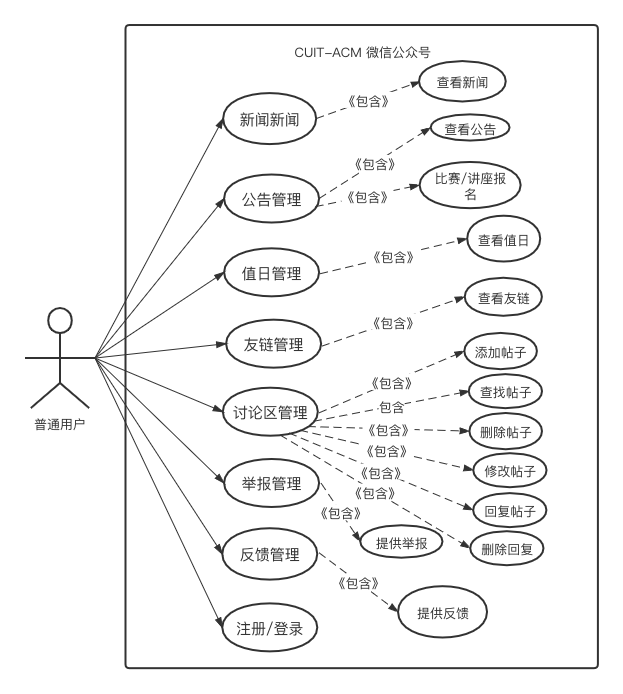 CUIT-ACM 微信公众号
新闻新闻
《包含》
查看新闻
公告管理
《包含》
查看公告
《包含》
比赛/讲座报
名
值日管理
《包含》
查看值日
友链管理
《包含》
查看友链
讨论区管理
《包含》
添加帖子
包含
查找帖子
《包含》
删除帖子
《包含》
修改帖子
《包含》
回复帖子
《包含》
删除回复
举报管理
《包含》
提供举报
反馈管理
《包含》
提供反馈
注册/登录
普通用户